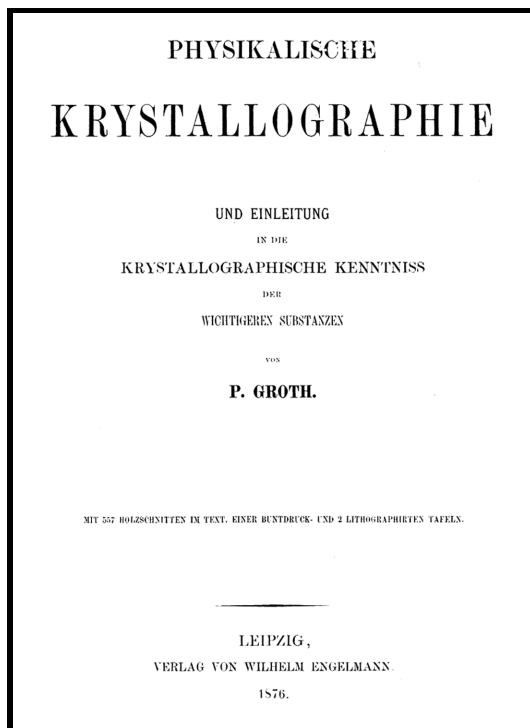 PHYSIKALISCHE
KRYSTALLOGRAPHIE
UND EINLEITUNG
IN DIE
KRYSTALLOGRAPHISCHE KENNTNISS
DER
WICHTIGEREN SUBSTANZEN
VON
P. GROTH.
MIT 557 HOLZSCHNITTEN IM TEXT, EINER BUNTDRUCK- UND 2 LITHOGRAPHIRTEN TAFELN.
LEIPZIG,
VERLAG VON WILHELM ENGELMANN.
1876.